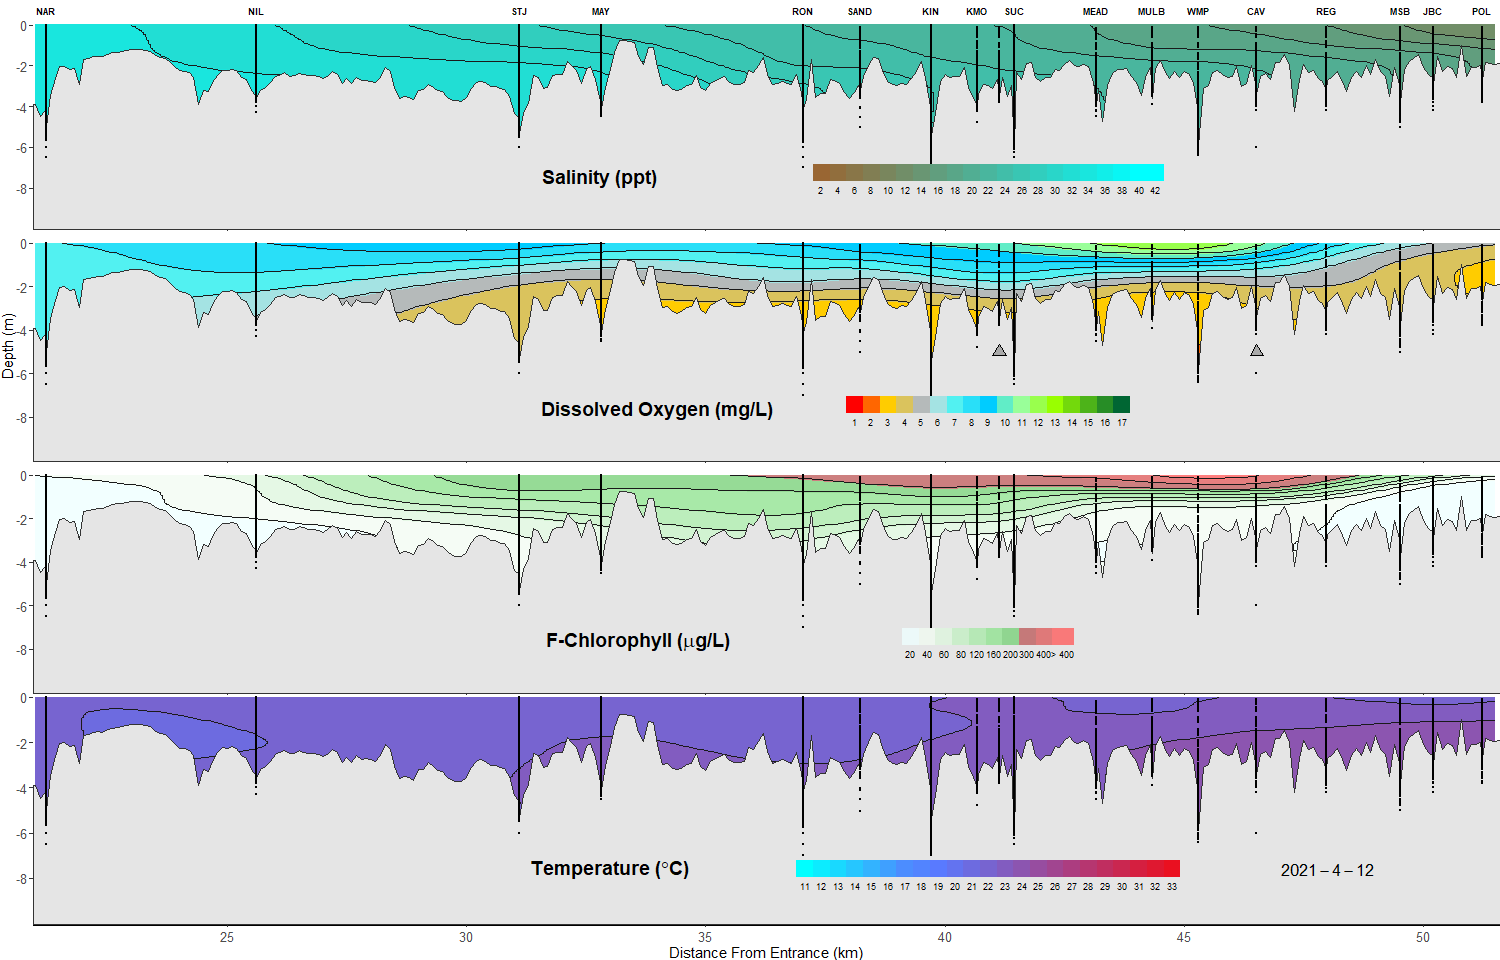 NAR NIL STJ MAY RON SAND KIN KMO SUC MEAD MULB WMP CAV REG MSB JBC POL
0
-2
-4
-6
-8
Salinity (ppt)
2 4 6 8 10 12 14 16 18 20 22 24 26 28 30 32 34 36 38 40 42
Depth (m)
0
-2
-4
-6
-8
Dissolved Oxygen (mg/L)
1 2 3 4 5 6 7 8 9 10 11 12 13 14 15 16 17
0
-2
-4
-6
-8
F-Chlorophyll (μg/L)
20 40 60 80 120 160 200 300 400> 400
0
-2
-4
-6
-8
Temperature (°C)
11 12 13 14 15 16 17 18 19 20 21 22 23 24 25 26 27 28 29 30 31 32 33
2021 – 4 – 12
25 30 35 40 45 50
Distance From Entrance (km)